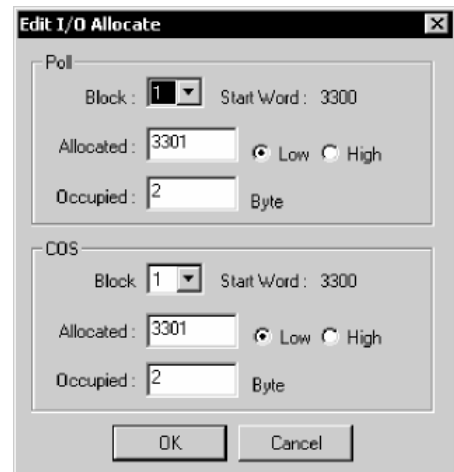 Edit I/O Allocate
Poll
Block : 1 Start Word : 3300
Allocated : 3301 Low High
Occupied : 2 Byte
COS
Block 1 Start Word : 3300
Allocated : 3301 Low High
Occupied : 2 Byte
OK Cancel